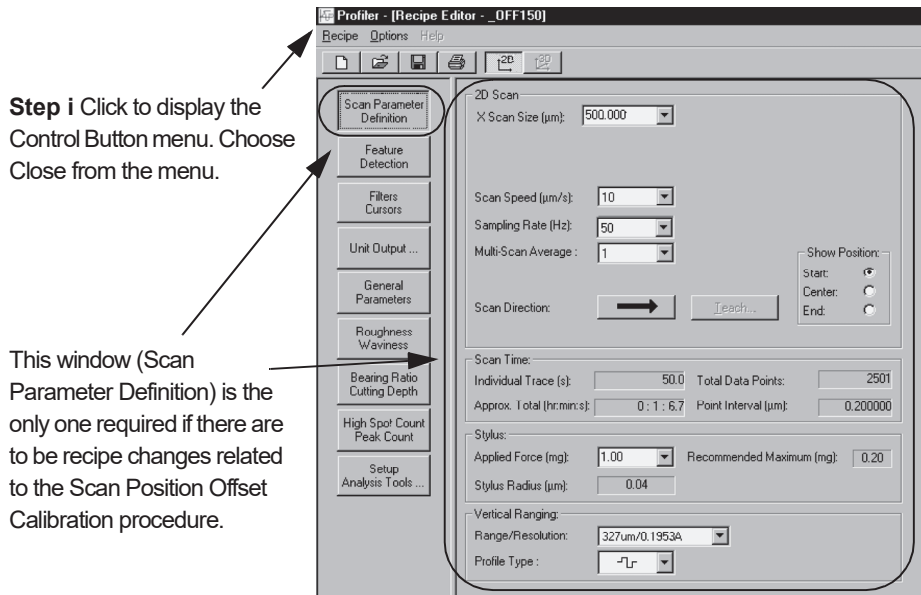 Profiler - [Recipe Editor - _OFF150]
Recipe Options Help
2D 3D
Step i Click to display the
Control Button menu. Choose
Close from the menu.
This window (Scan
Parameter Definition) is the
only one required if there are
to be recipe changes related
to the Scan Position Offset
Calibration procedure.
Scan Parameter
Definition
Feature
Detection
Filters
Cursors
Unit Output ...
General
Parameters
Roughness
Waviness
Bearing Ratio
Cutting Depth
High Spot Count
Peak Count
Setup
Analysis Tools ...
2D Scan
X Scan Size (µm): 500.000
Scan Speed (µm/s): 10
Sampling Rate (Hz): 50
Multi-Scan Average : 1
Show Position:
Start:
Center:
End:
Scan Direction: Teach...
Scan Time:
Individual Trace (s): 50.0 Total Data Points: 2501
Approx. Total (hr:min:s): 0 : 1 : 6.7 Point Interval (µm): 0.200000
Stylus:
Applied Force (mg): 1.00 Recommended Maximum (mg): 0.20
Stylus Radius (µm): 0.04
Vertical Ranging:
Range/Resolution: 327um/0.1953A
Profile Type :